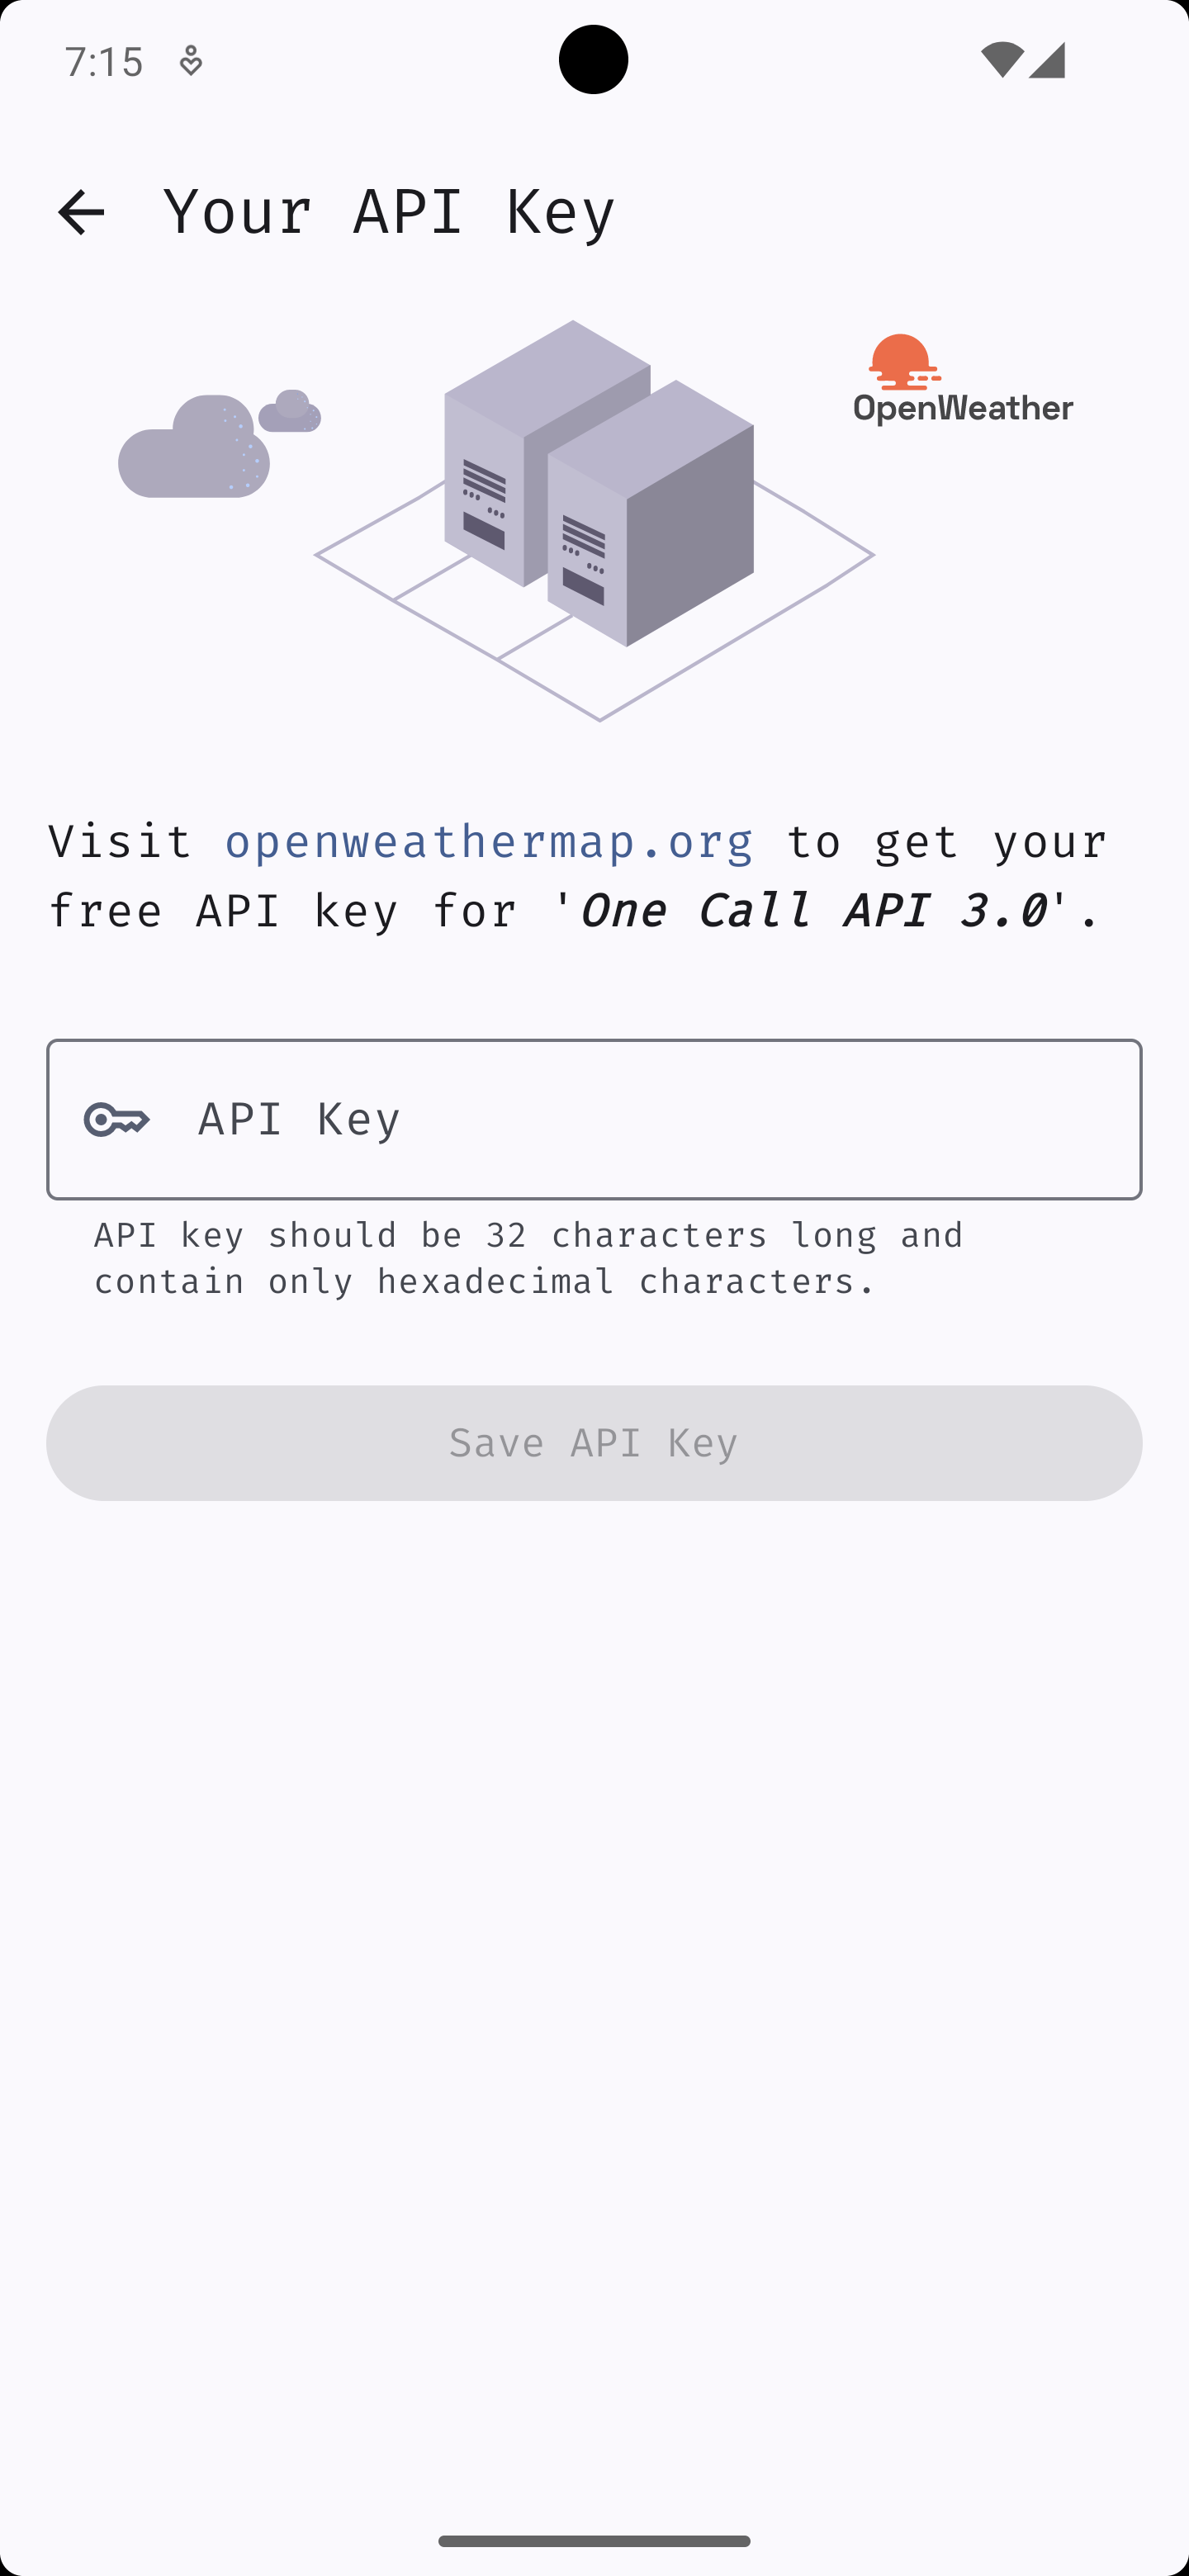 7:15
Your API Key
OpenWeather
Visit openweathermap.org to get your
free API key for 'One Call API 3.0'.
API Key
API key should be 32 characters long and
contain only hexadecimal characters.
Save API Key